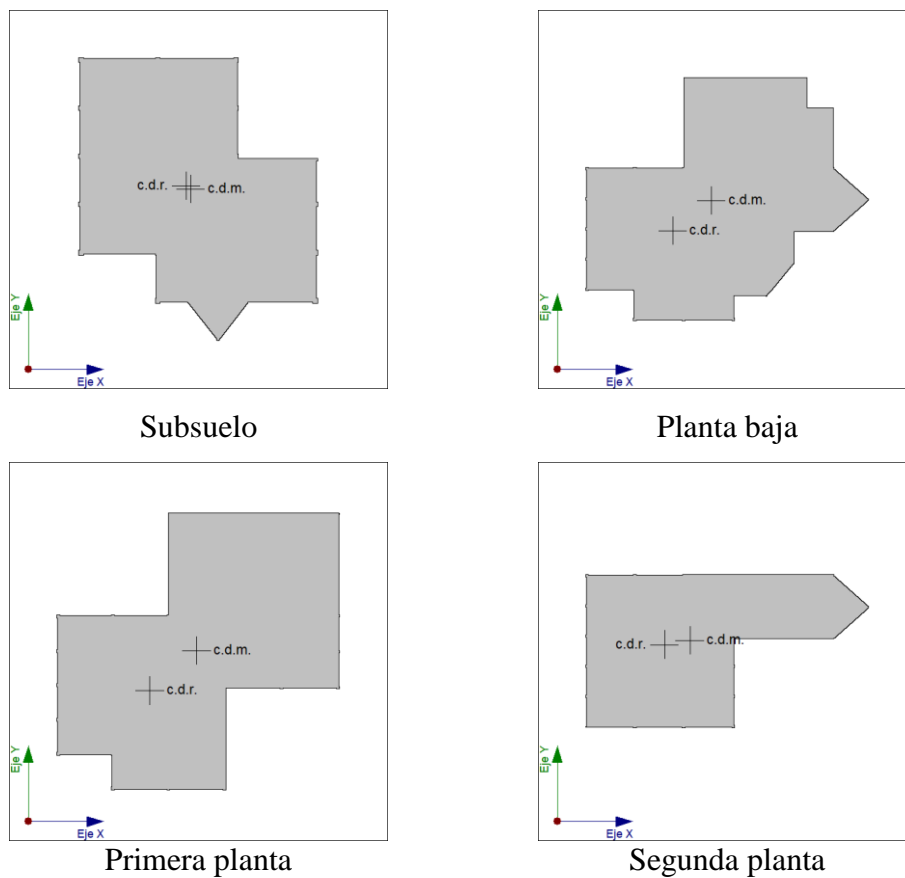 c.d.r.
c.d.m.
Eje Y
Eje X
Subsuelo
c.d.m.
c.d.r.
Eje Y
Eje X
Planta baja
c.d.m.
c.d.r.
Eje Y
Eje X
Primera planta
c.d.r.
c.d.m.
Eje Y
Eje X
Segunda planta